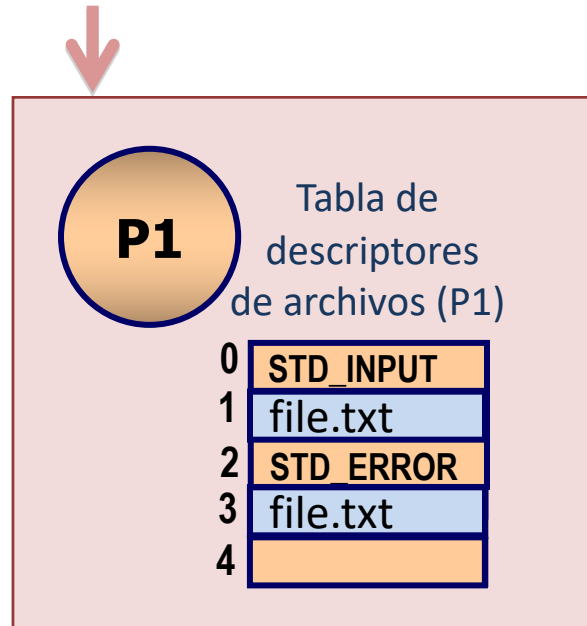 P1
Tabla de
descriptores
de archivos (P1)
0 STD_INPUT
1 file.txt
2 STD_ERROR
3 file.txt
4